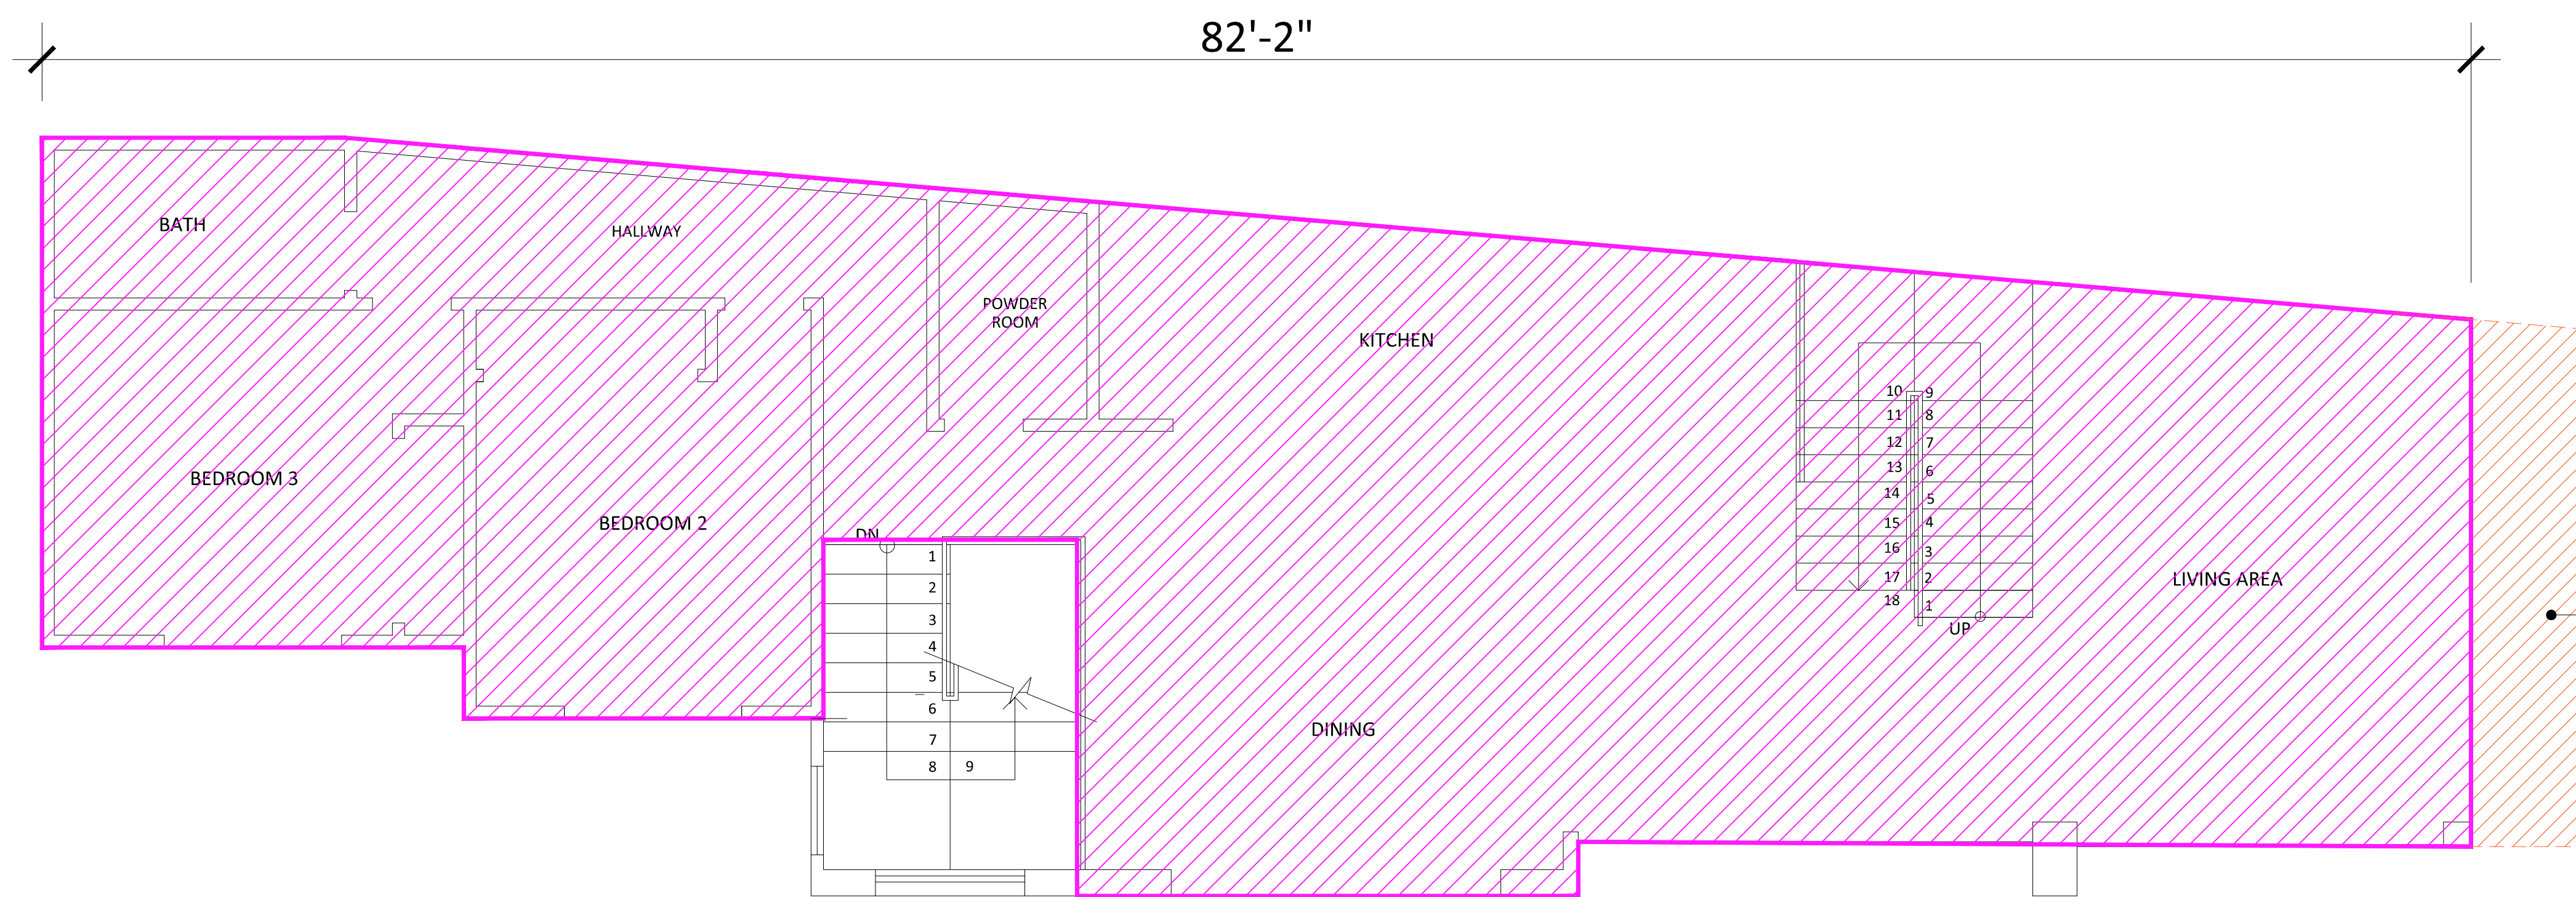 82'-2"
BATH
HALLWAY
POWDER
ROOM
KITCHEN
BEDROOM 3
BEDROOM 2
DN
1
2
3
4
5
6
7
8 9
10 9
11 8
12 7
13 6
14 5
15 4
16 3
17 2
18 1
UP
LIVING AREA
DINING